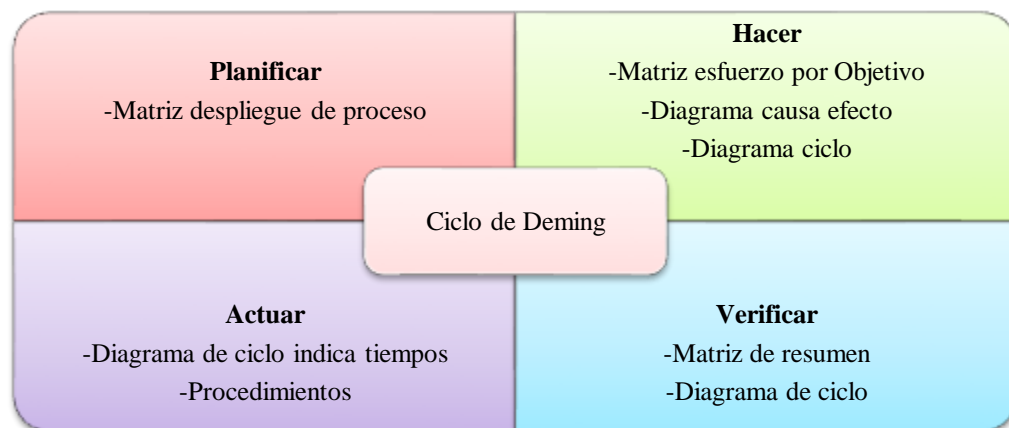 Planificar
-Matriz despliegue de proceso
Hacer
-Matriz esfuerzo por Objetivo
-Diagrama causa efecto
-Diagrama ciclo
Ciclo de Deming
Actuar
-Diagrama de ciclo indica tiempos
-Procedimientos
Verificar
-Matriz de resumen
-Diagrama de ciclo